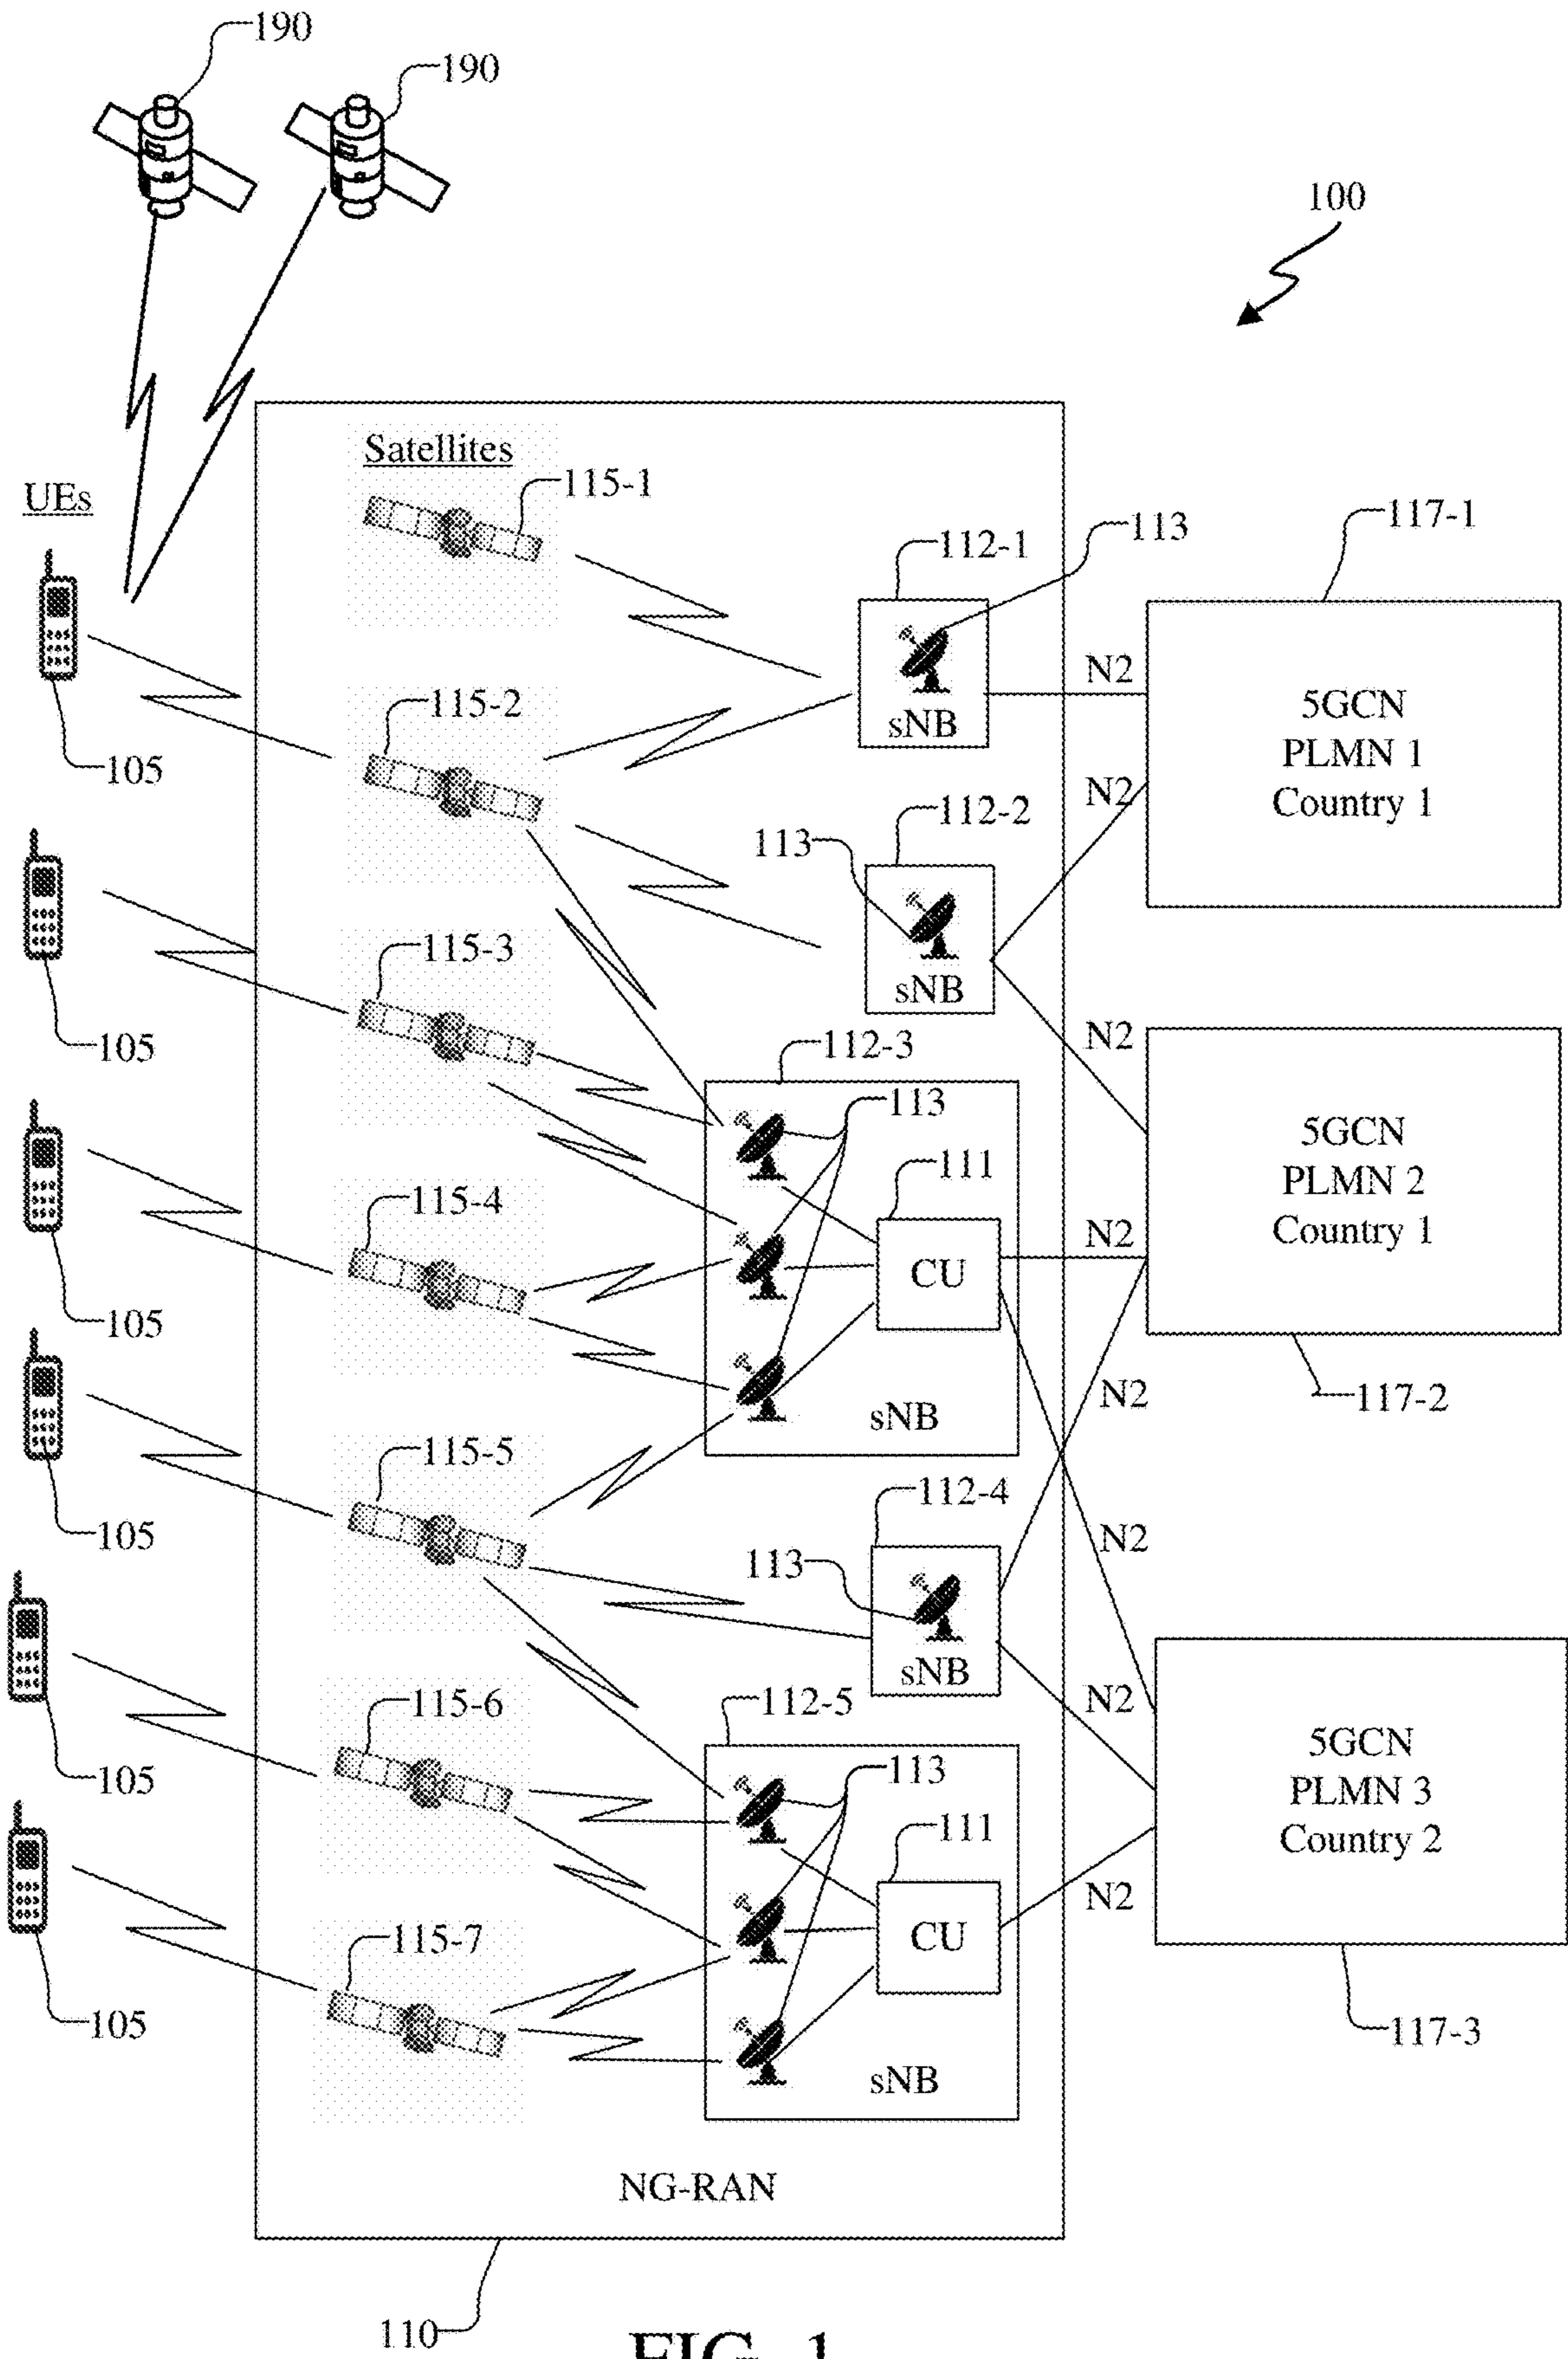 190
190
100
Satellites
UEs
115-1
117-1
113
112-1
N2
5GCN
PLMN 1
Country 1
sNB
115-2
105
N2
112-2
113
115-3
sNB
N2
105
112-3
113
5GCN
PLMN 2
Country 1
111
115-4
N2
CU
105
N2
117-2
sNB
115-5
112-4
105
N2
113
sNB
N2
115-6
112-5
5GCN
PLMN 3
Country 2
113
105
111
N2
CU
115-7
105
117-3
sNB
NG-RAN
110
FIG. 1